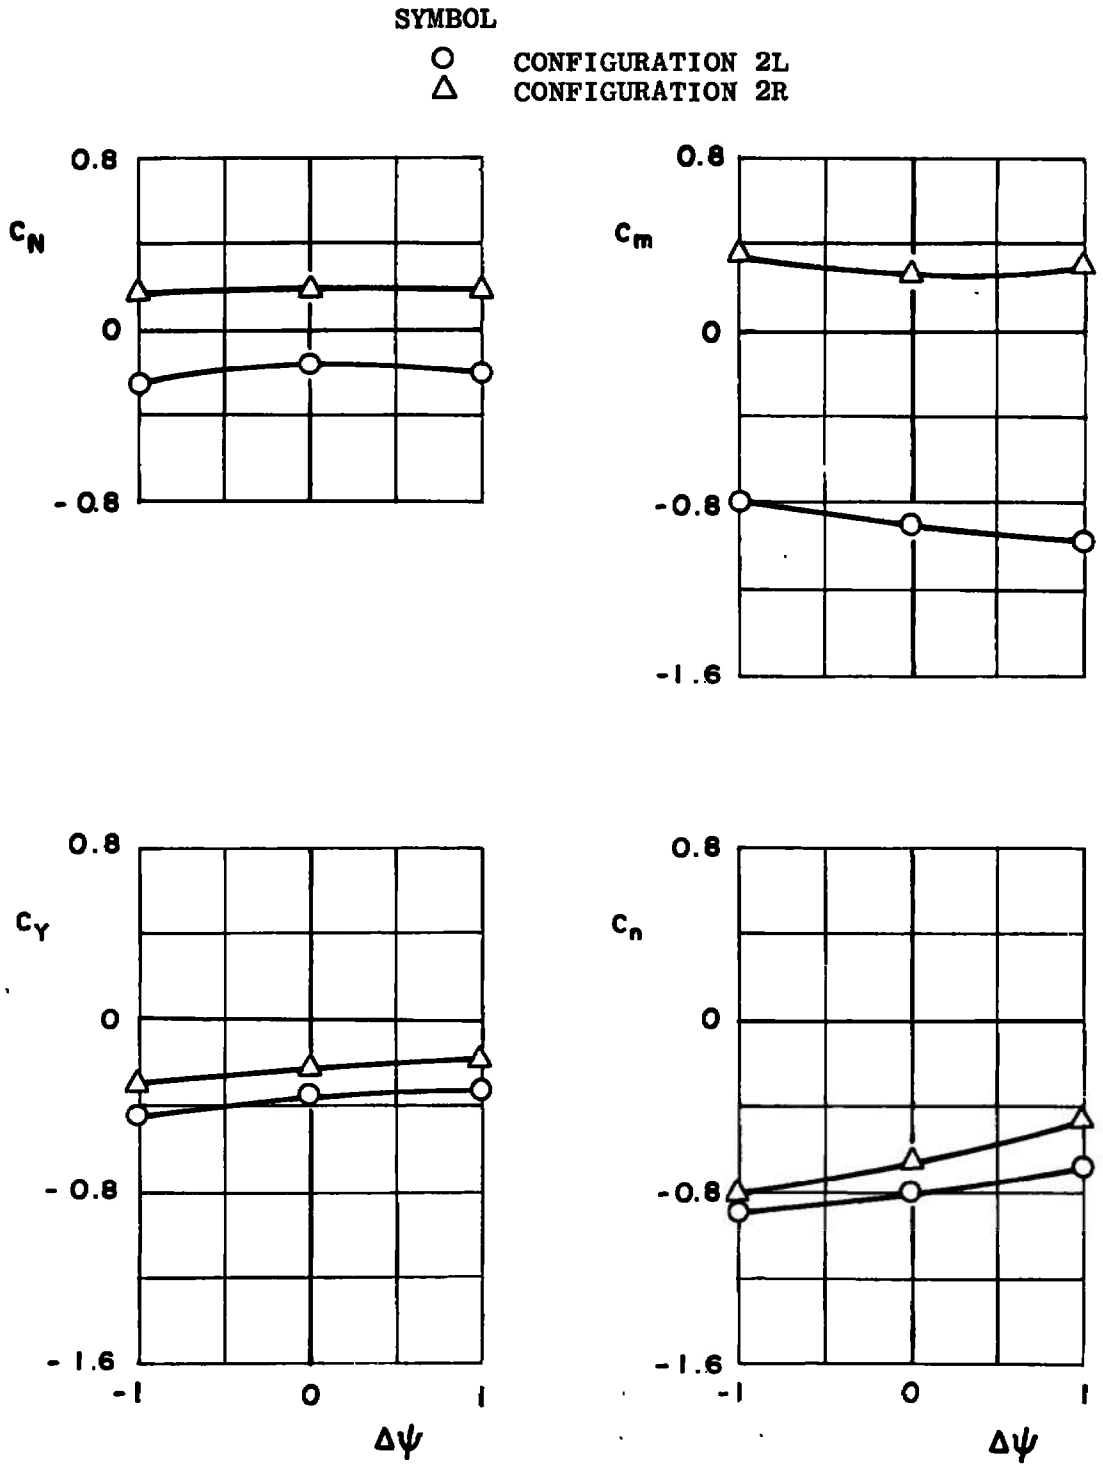 SYMBOL
○ CONFIGURATION 2L
△ CONFIGURATION 2R
0.8
C_N
0
-0.8
0.8
C_m
0
-0.8
-1.6
0.8
C_Y
0
-0.8
-1.6
-1 0 1
Δψ
0.8
C_n
0
-0.8
-1.6
-1 0 1
Δψ